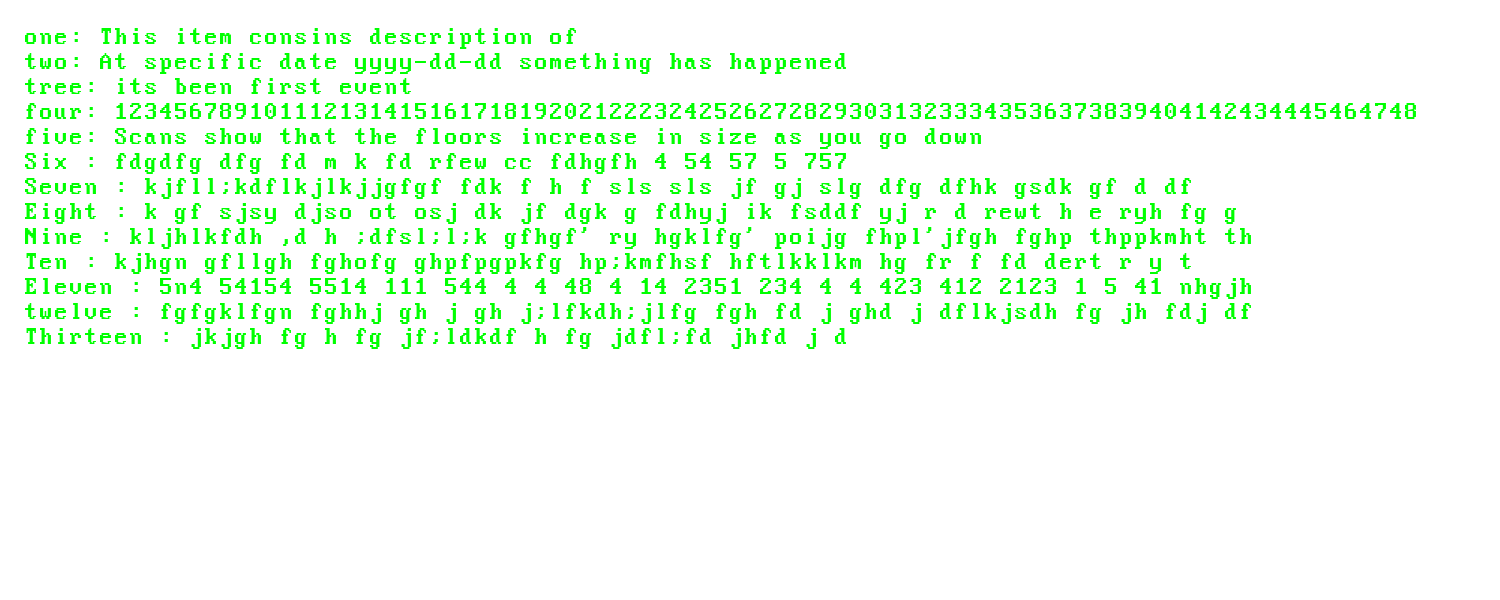 one: This item consins description of
two: At specific date yyyy-dd-dd something has happened
tree: its been first event
four: 123456789101112131415161718192021222324252627282930313233343536373839404142434445464748
five: Scans show that the floors increase in size as you go down
Six : fdgdfg dfg fd m k fd rfew cc fdhgfh 4 54 57 5 757
Seven : kjfll;kdflkjlkjjgfgf fdk f h f sls sls jf gj slg dfg dfhk gsdk gf d df
Eight : k gf sjsy djso ot osj dk jf dgk g fdhyj ik fsddf yj r d rewt h e ryh fg g
Nine : kljhlkfdh ,d h ;dfsl;l;k gfhgf' ry hgklfg' poijg fhpl'jfgh fghp thppkmht th
Ten : kjhgn gfllgh fghofg ghpfpgpkfg hp;kmfhsf hftlkklkm hg fr f fd dert r y t
Eleven : 5n4 54154 5514 111 544 4 4 48 4 14 2351 234 4 4 423 412 2123 1 5 41 nhgjh
twelve : fgfgklfgn fghhj gh j gh j;lfkdh;jlfg fgh fd j ghd j dflkjsdh fg jh fdj df
Thirteen : jkjgh fg h fg jf;ldkdf h fg jdfl;fd jhfd j d